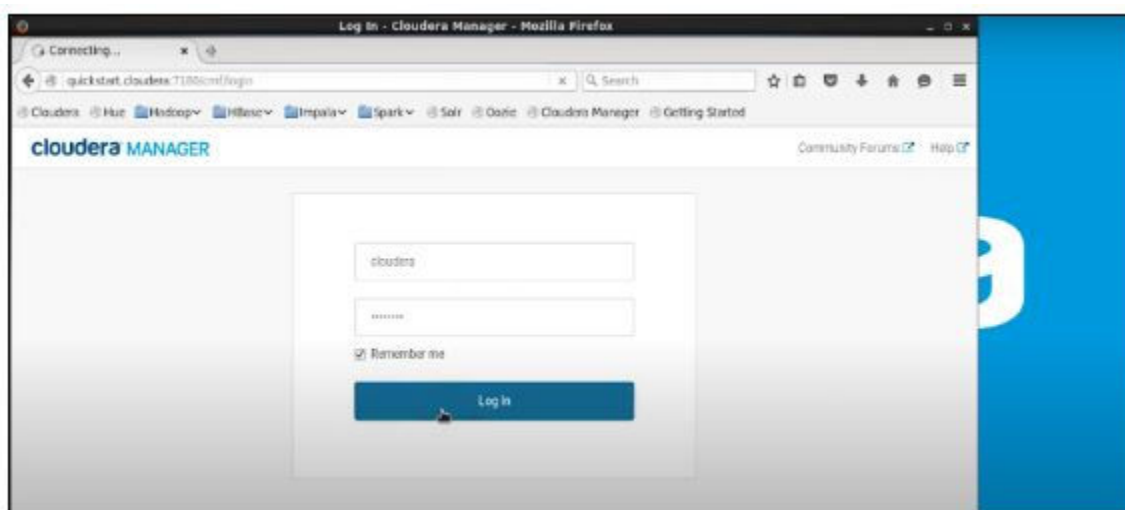 Log In - Cloudera Manager - Mozilla Firefox
Connecting...
quickstart.cloudera:7180/cmf/login
Search
Cloudera Hue Hadoop HBase Impala Spark Solr Oozie Cloudera Manager Getting Started
cloudera MANAGER
Community Forums Help
cloudera
••••••••
Remember me
Log In
a